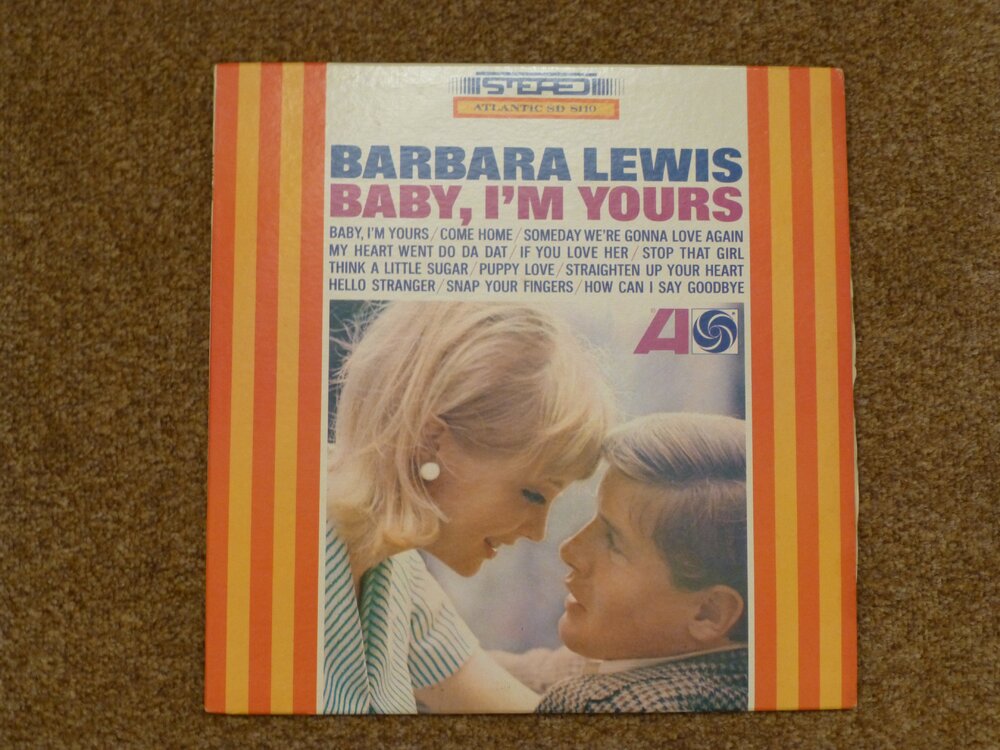 STEREO
ATLANTIC SD 8110
BARBARA LEWIS
BABY, I'M YOURS
BABY, I'M YOURS / COME HOME / SOMEDAY WE'RE GONNA LOVE AGAIN
MY HEART WENT DO DA DAT / IF YOU LOVE HER / STOP THAT GIRL
THINK A LITTLE SUGAR / PUPPY LOVE / STRAIGHTEN UP YOUR HEART
HELLO STRANGER / SNAP YOUR FINGERS / HOW CAN I SAY GOODBYE
A